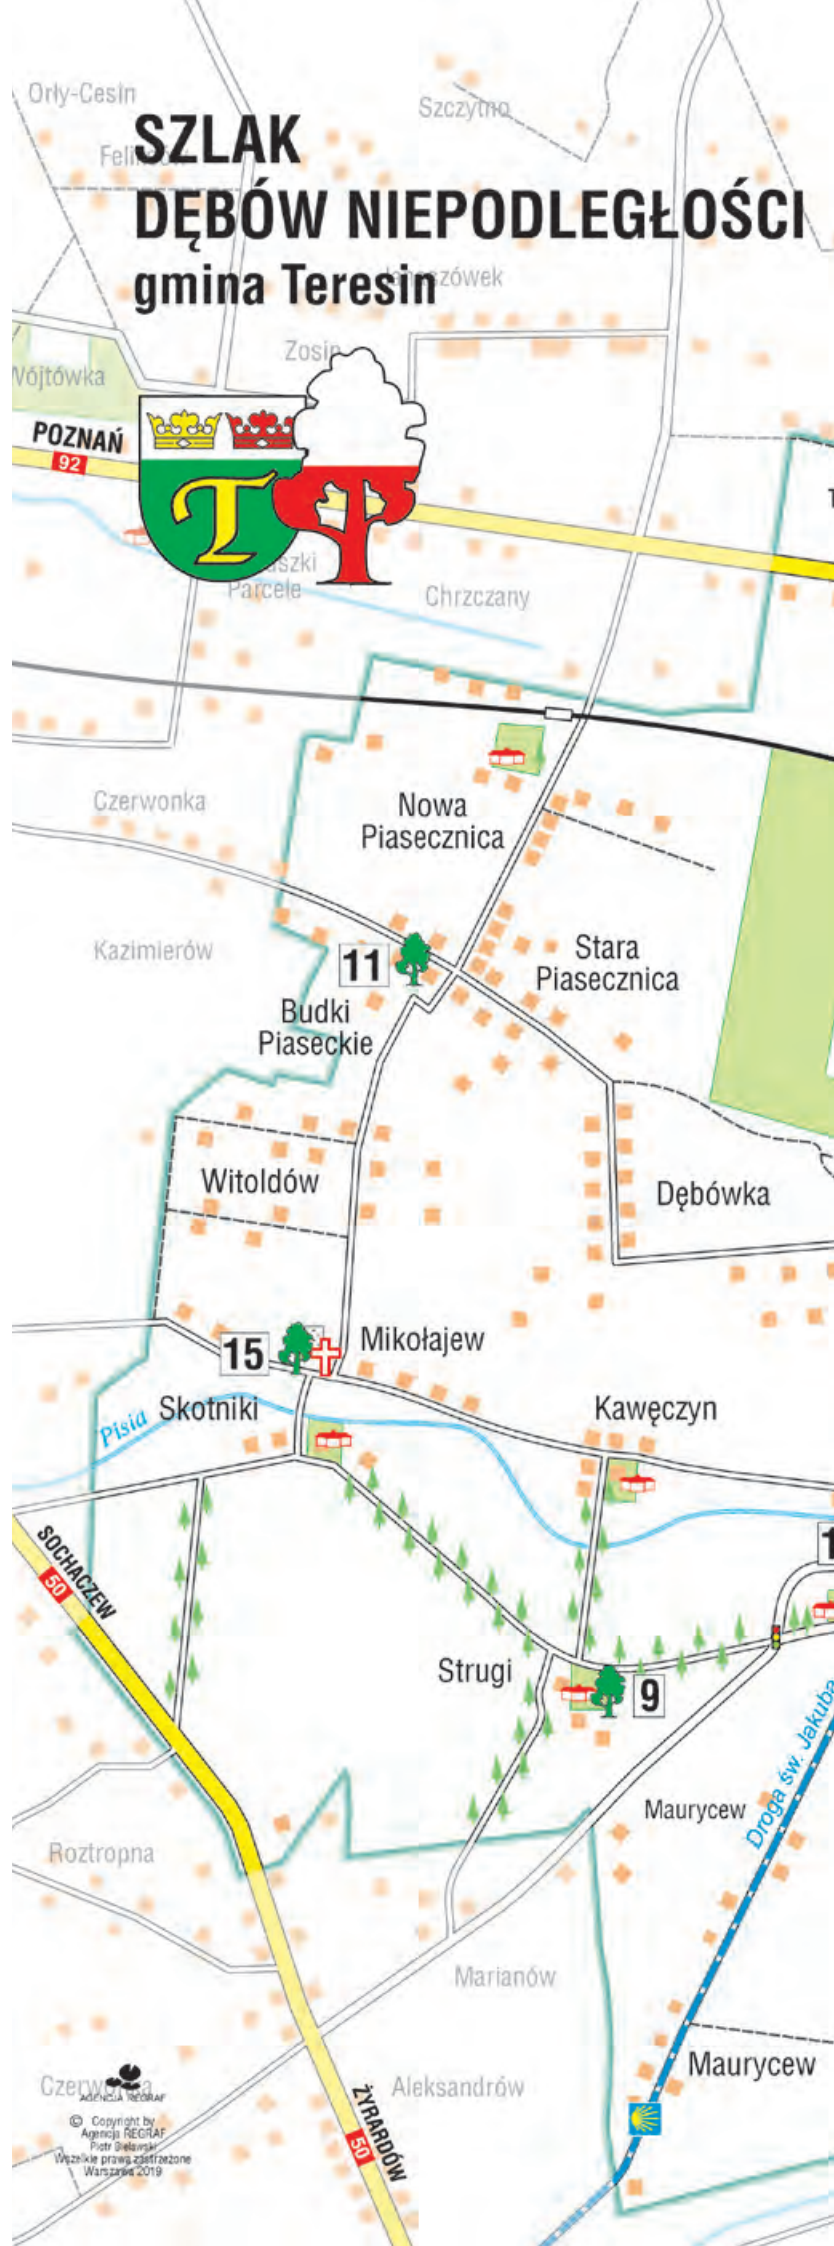 Orły-Cesin
Szczytno
SZLAK
DĘBÓW NIEPODLEGŁOŚCI
gmina Teresin
Zosin
Wójtówka
POZNAŃ
92
T
Parcele
Chrzczany
Czerwonka
Nowa
Piasecznica
Kazimierów
11
Stara
Piasecznica
Budki
Piaseckie
Witoldów
Dębówka
15
Mikołajew
Pisia
Skotniki
Kawęczyn
SOCHACZEW
50
1
Strugi
9
Droga św. Jakuba
Maurycew
Roztropna
Marianów
Maurycew
Aleksandrów
AGENCJA REGRAF
© Copyright by
Agencja REGRAF
Piotr Bielawski
Wszelkie prawa zastrzeżone
Warszawa 2019
ŻYRARDÓW
50